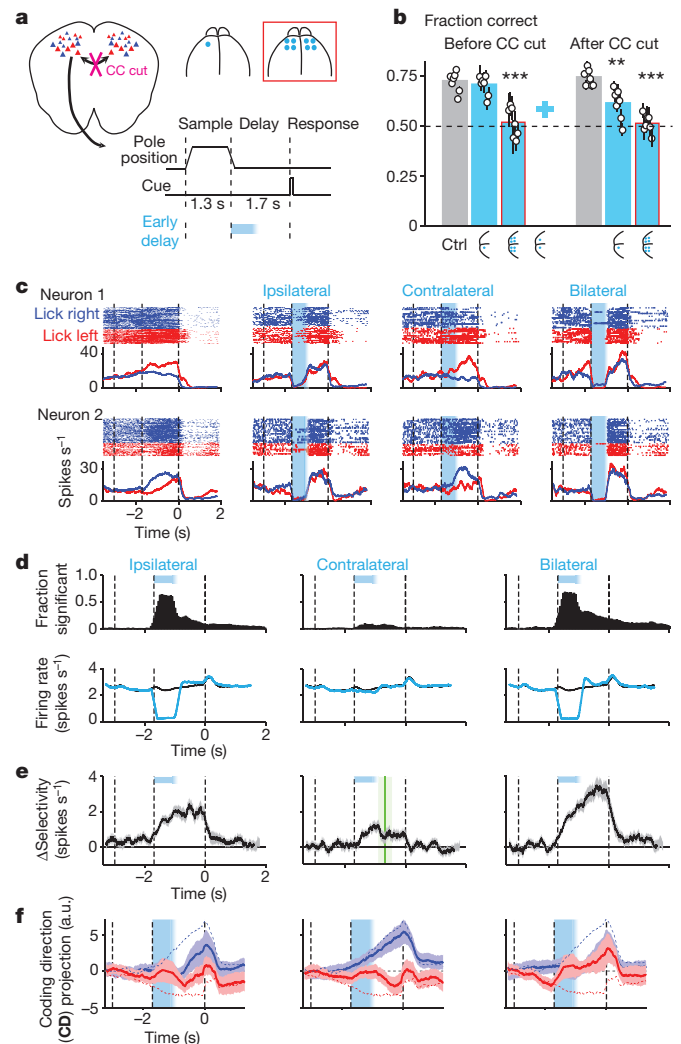 a
CC cut
Sample Delay Response
Pole
position
Cue
1.3 s 1.7 s
Early
delay
b
Fraction correct
Before CC cut After CC cut
*** ** ***
0.75
0.50
0.25
0
Ctrl
c
Neuron 1
Lick right
Lick left
Ipsilateral Contralateral Bilateral
40
0
Neuron 2
Spikes s⁻¹
30
0
−2 0 2
Time (s)
d
Ipsilateral Contralateral Bilateral
Fraction
significant
1.0
0.5
0
Firing rate
(spikes s⁻¹)
4
2
0
−2 0 2
Time (s)
e
ΔSelectivity
(spikes s⁻¹)
4
2
0
−2 0 2
Time (s)
f
Coding direction
(CD) projection (a.u.)
5
0
−5
−2 0
Time (s)